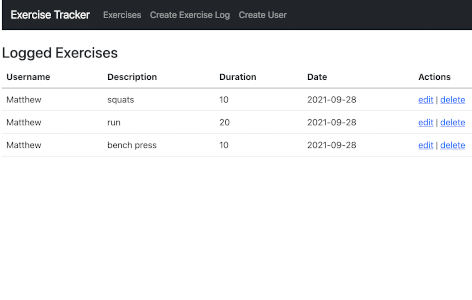 Exercise Tracker Exercises Create Exercise Log Create User
Logged Exercises
Username Description Duration Date Actions
Matthew squats 10 2021-09-28 edit | delete
Matthew run 20 2021-09-28 edit | delete
Matthew bench press 10 2021-09-28 edit | delete